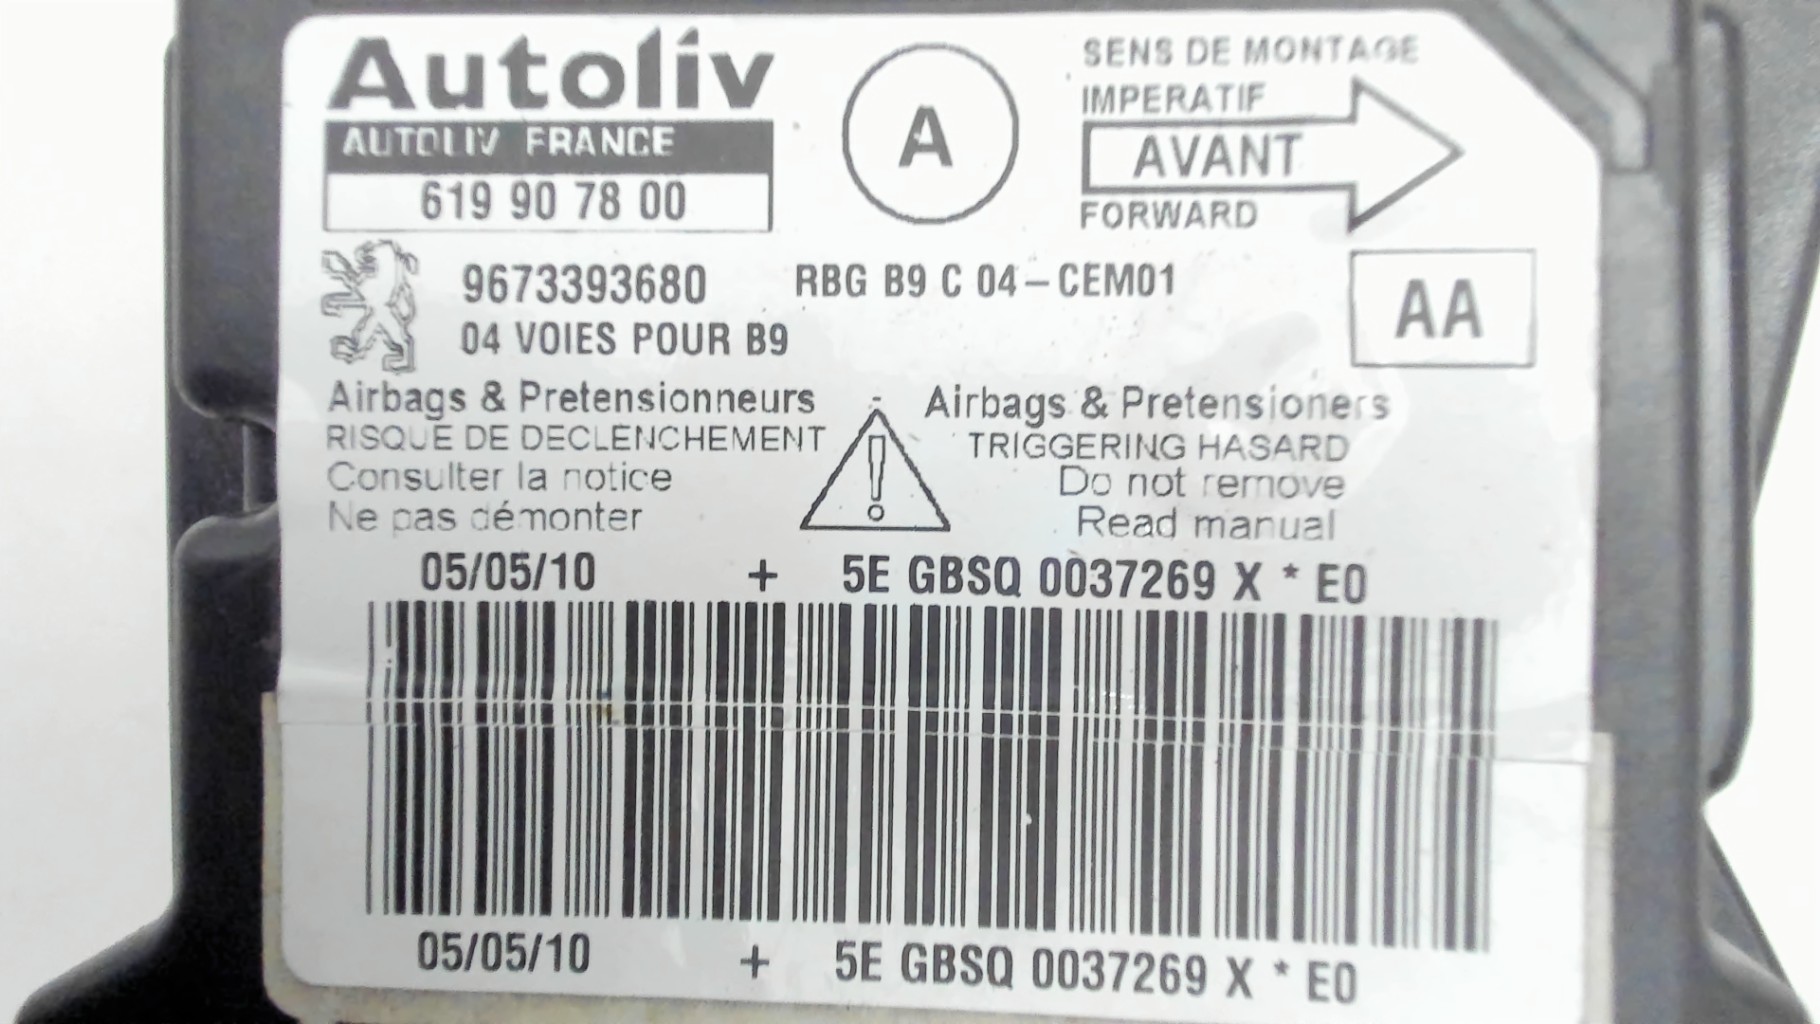 Autoliv
AUTOLIV FRANCE
619 90 78 00
A
SENS DE MONTAGE
IMPERATIF
AVANT
FORWARD
9673393680 RBG B9 C 04-CEM01
04 VOIES POUR B9
AA
Airbags & Pretensionneurs
RISQUE DE DECLENCHEMENT
Consulter la notice
Ne pas démonter
Airbags & Pretensioners
TRIGGERING HASARD
Do not remove
Read manual
05/05/10 + 5E GBSQ 0037269 X * E0
05/05/10 + 5E GBSQ 0037269 X * E0